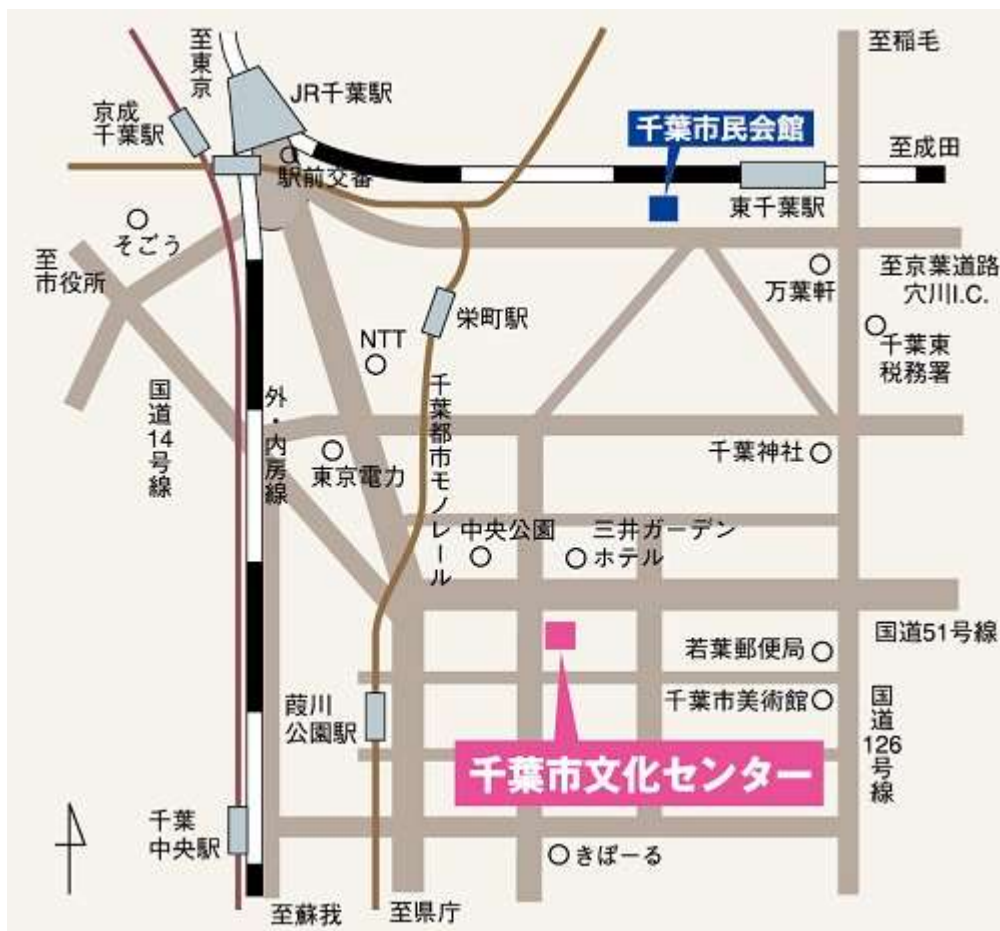 至東京
JR千葉駅
京成
千葉駅
駅前交番
そごう
至
市役所
千葉市民会館
至稲毛
至成田
東千葉駅
万葉軒
至京葉道路
穴川I.C.
千葉東
税務署
栄町駅
NTT
国道14号線
外・内房線
東京電力
千葉都市モノレール
千葉神社
中央公園
三井ガーデン
ホテル
国道51号線
若葉郵便局
千葉市美術館
国道126号線
葭川
公園駅
千葉市文化センター
千葉
中央駅
きぼーる
至蘇我
至県庁